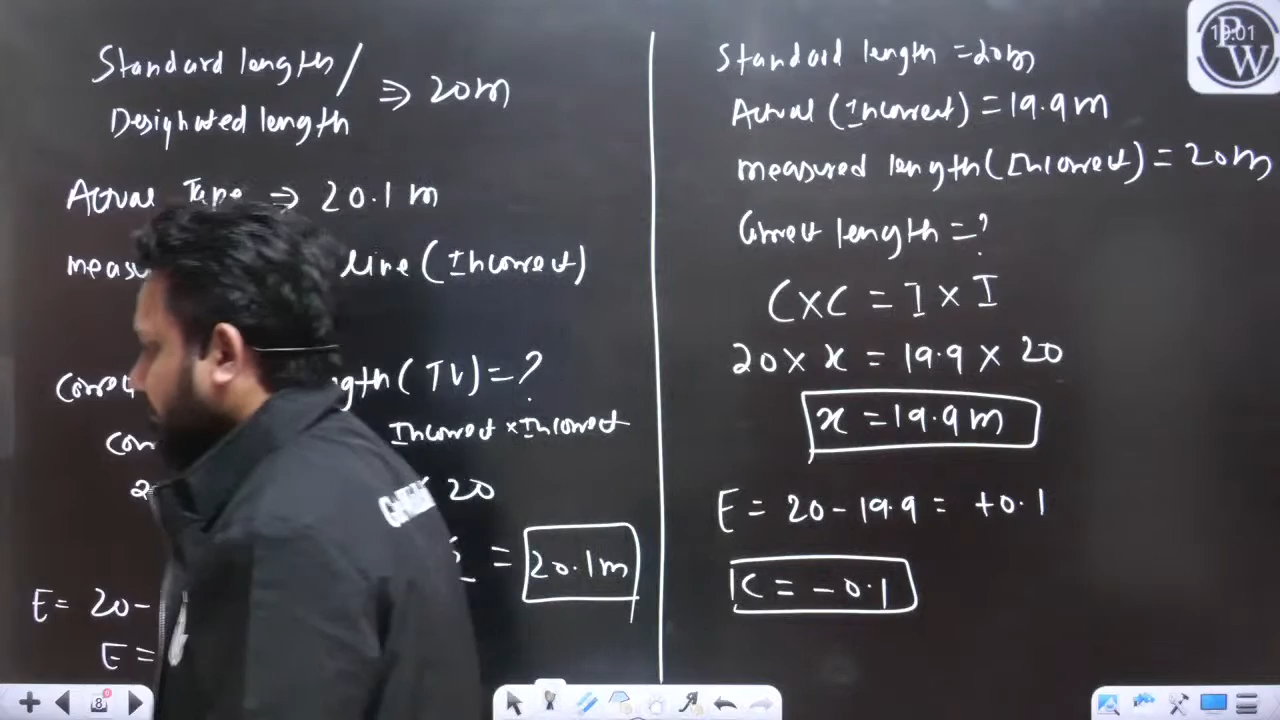 Standard length/
Designated length
⇒ 20m
Actual Tape ⇒ 20.1 m
line (Incorrect)
(TV) = ?
Incorrect × Incorrect
20
= 20.1m
E = 20 -
E =
Standard length = 20m
Actual (Incorrect) = 19.9 m
measured length (Incorrect) = 20m
Correct length = ?
C×C = I × I
20 × x = 19.9 × 20
x = 19.9 m
E = 20 - 19.9 = +0.1
C = -0.1
PW
8